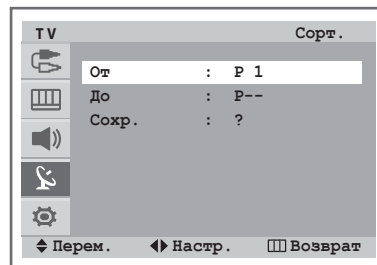 TV Сорт.
От : P 1
До : P--
Сохр. : ?
Перем. Настр. Возврат